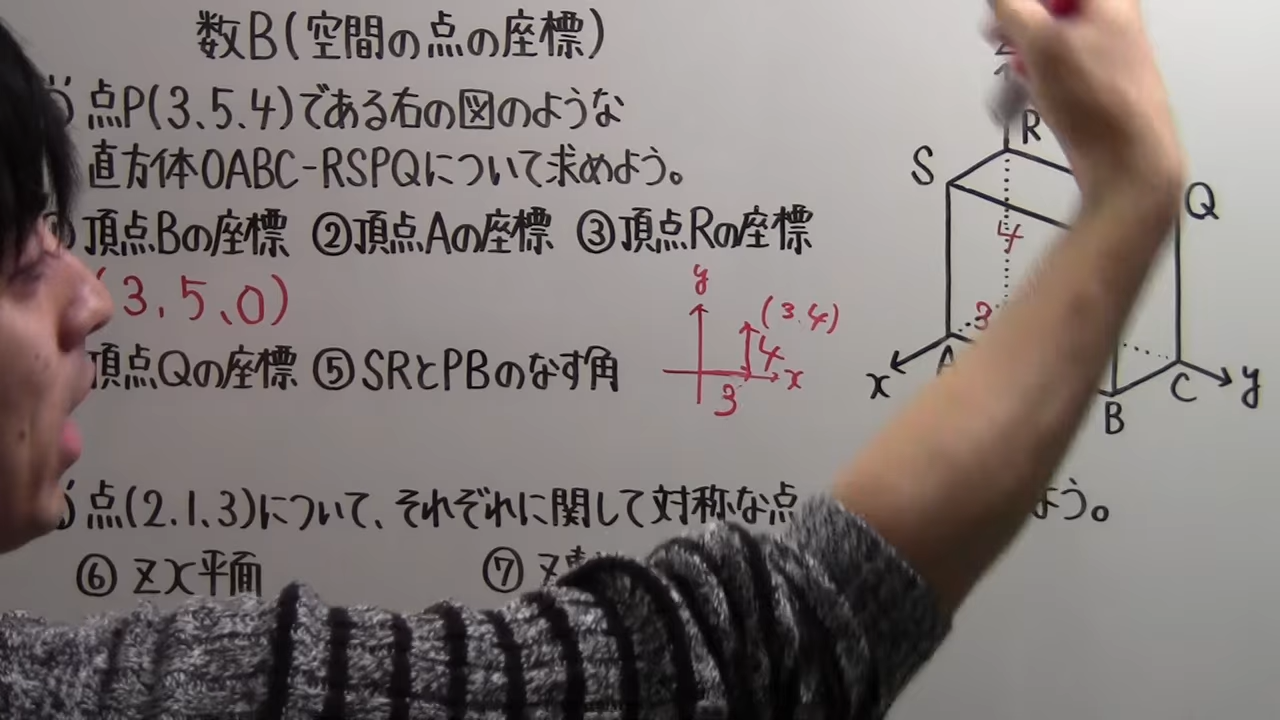 数B(空間の点の座標)
点P(3.5.4)である右の図のような
直方体OABC-RSPQについて求めよう。
頂点Bの座標 ②頂点Aの座標 ③頂点Rの座標
(3,5,0)
頂点Qの座標 ⑤SRとPBのなす角
y
(3.4)
4
x
3
点(2.1.3)について、それぞれに関して対称な点
よう。
⑥ zx平面
⑦ z
R
S
Q
4
3
A
x
B
C
y